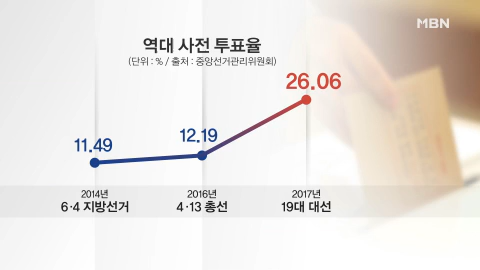 MBN
역대 사전 투표율
(단위 : % / 출처 : 중앙선거관리위원회)
11.49
12.19
26.06
2014년
6·4 지방선거
2016년
4·13 총선
2017년
19대 대선